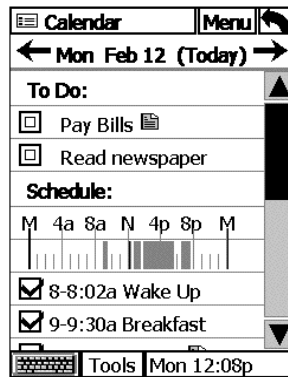 Calendar Menu
Mon Feb 12 (Today)
To Do:
Pay Bills
Read newspaper
Schedule:
M 4a 8a N 4p 8p M
8-8:02a Wake Up
9-9:30a Breakfast
Tools Mon 12:08p